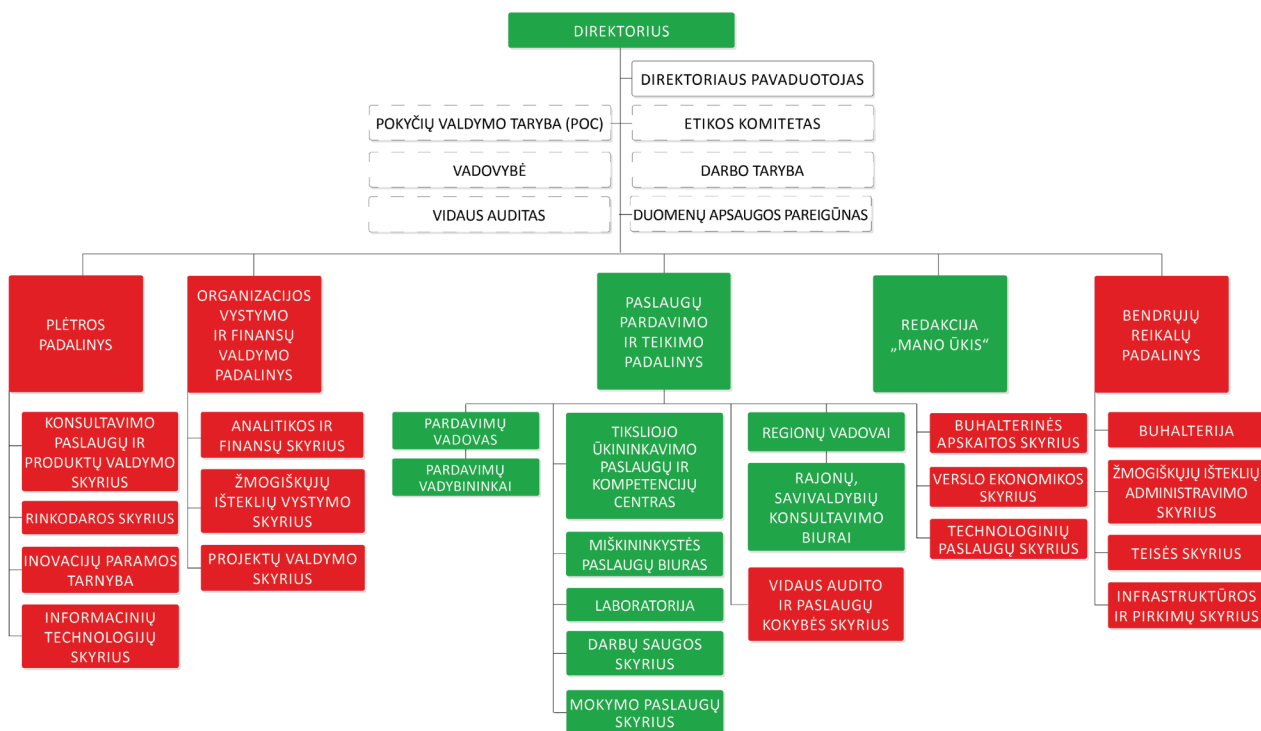 DIREKTORIUS
DIREKTORIAUS PAVADUOTOJAS
POKYČIŲ VALDYMO TARYBA (POC)
ETIKOS KOMITETAS
VADOVYBĖ
DARBO TARYBA
VIDAUS AUDITAS
DUOMENŲ APSAUGOS PAREIGŪNAS
PLĖTROS
PADALINYS
ORGANIZACIJOS
VYSTYMO
IR FINANSŲ
VALDYMO
PADALINYS
PASLAUGŲ
PARDAVIMO
IR TEIKIMO
PADALINYS
REDAKCIJA
„MANO ŪKIS“
BENDRŲJŲ
REIKALŲ
PADALINYS
KONSULTAVIMO
PASLAUGŲ IR
PRODUKTŲ VALDYMO
SKYRIUS
RINKODAROS SKYRIUS
INOVACIJŲ PARAMOS
TARNYBA
INFORMACINIŲ
TECHNOLOGIJŲ
SKYRIUS
ANALITIKOS IR
FINANSŲ SKYRIUS
ŽMOGIŠKŲJŲ
IŠTEKLIŲ VYSTYMO
SKYRIUS
PROJEKTŲ VALDYMO
SKYRIUS
PARDAVIMŲ
VADOVAS
PARDAVIMŲ
VADYBININKAI
TIKSLIOJO
ŪKININKAVIMO
PASLAUGŲ IR
KOMPETENCIJŲ
CENTRAS
MIŠKININKYSTĖS
PASLAUGŲ BIURAS
LABORATORIJA
DARBŲ SAUGOS
SKYRIUS
MOKYMO PASLAUGŲ
SKYRIUS
REGIONŲ VADOVAI
RAJONŲ,
SAVIVALDYBIŲ
KONSULTAVIMO
BIURAI
VIDAUS AUDITO
IR PASLAUGŲ
KOKYBĖS SKYRIUS
BUHALTERINĖS
APSKAITOS SKYRIUS
VERSLO EKONOMIKOS
SKYRIUS
TECHNOLOGINIŲ
PASLAUGŲ SKYRIUS
BUHALTERIJA
ŽMOGIŠKŲJŲ IŠTEKLIŲ
ADMINISTRAVIMO
SKYRIUS
TEISĖS SKYRIUS
INFRASTRUKTŪROS
IR PIRKIMŲ SKYRIUS